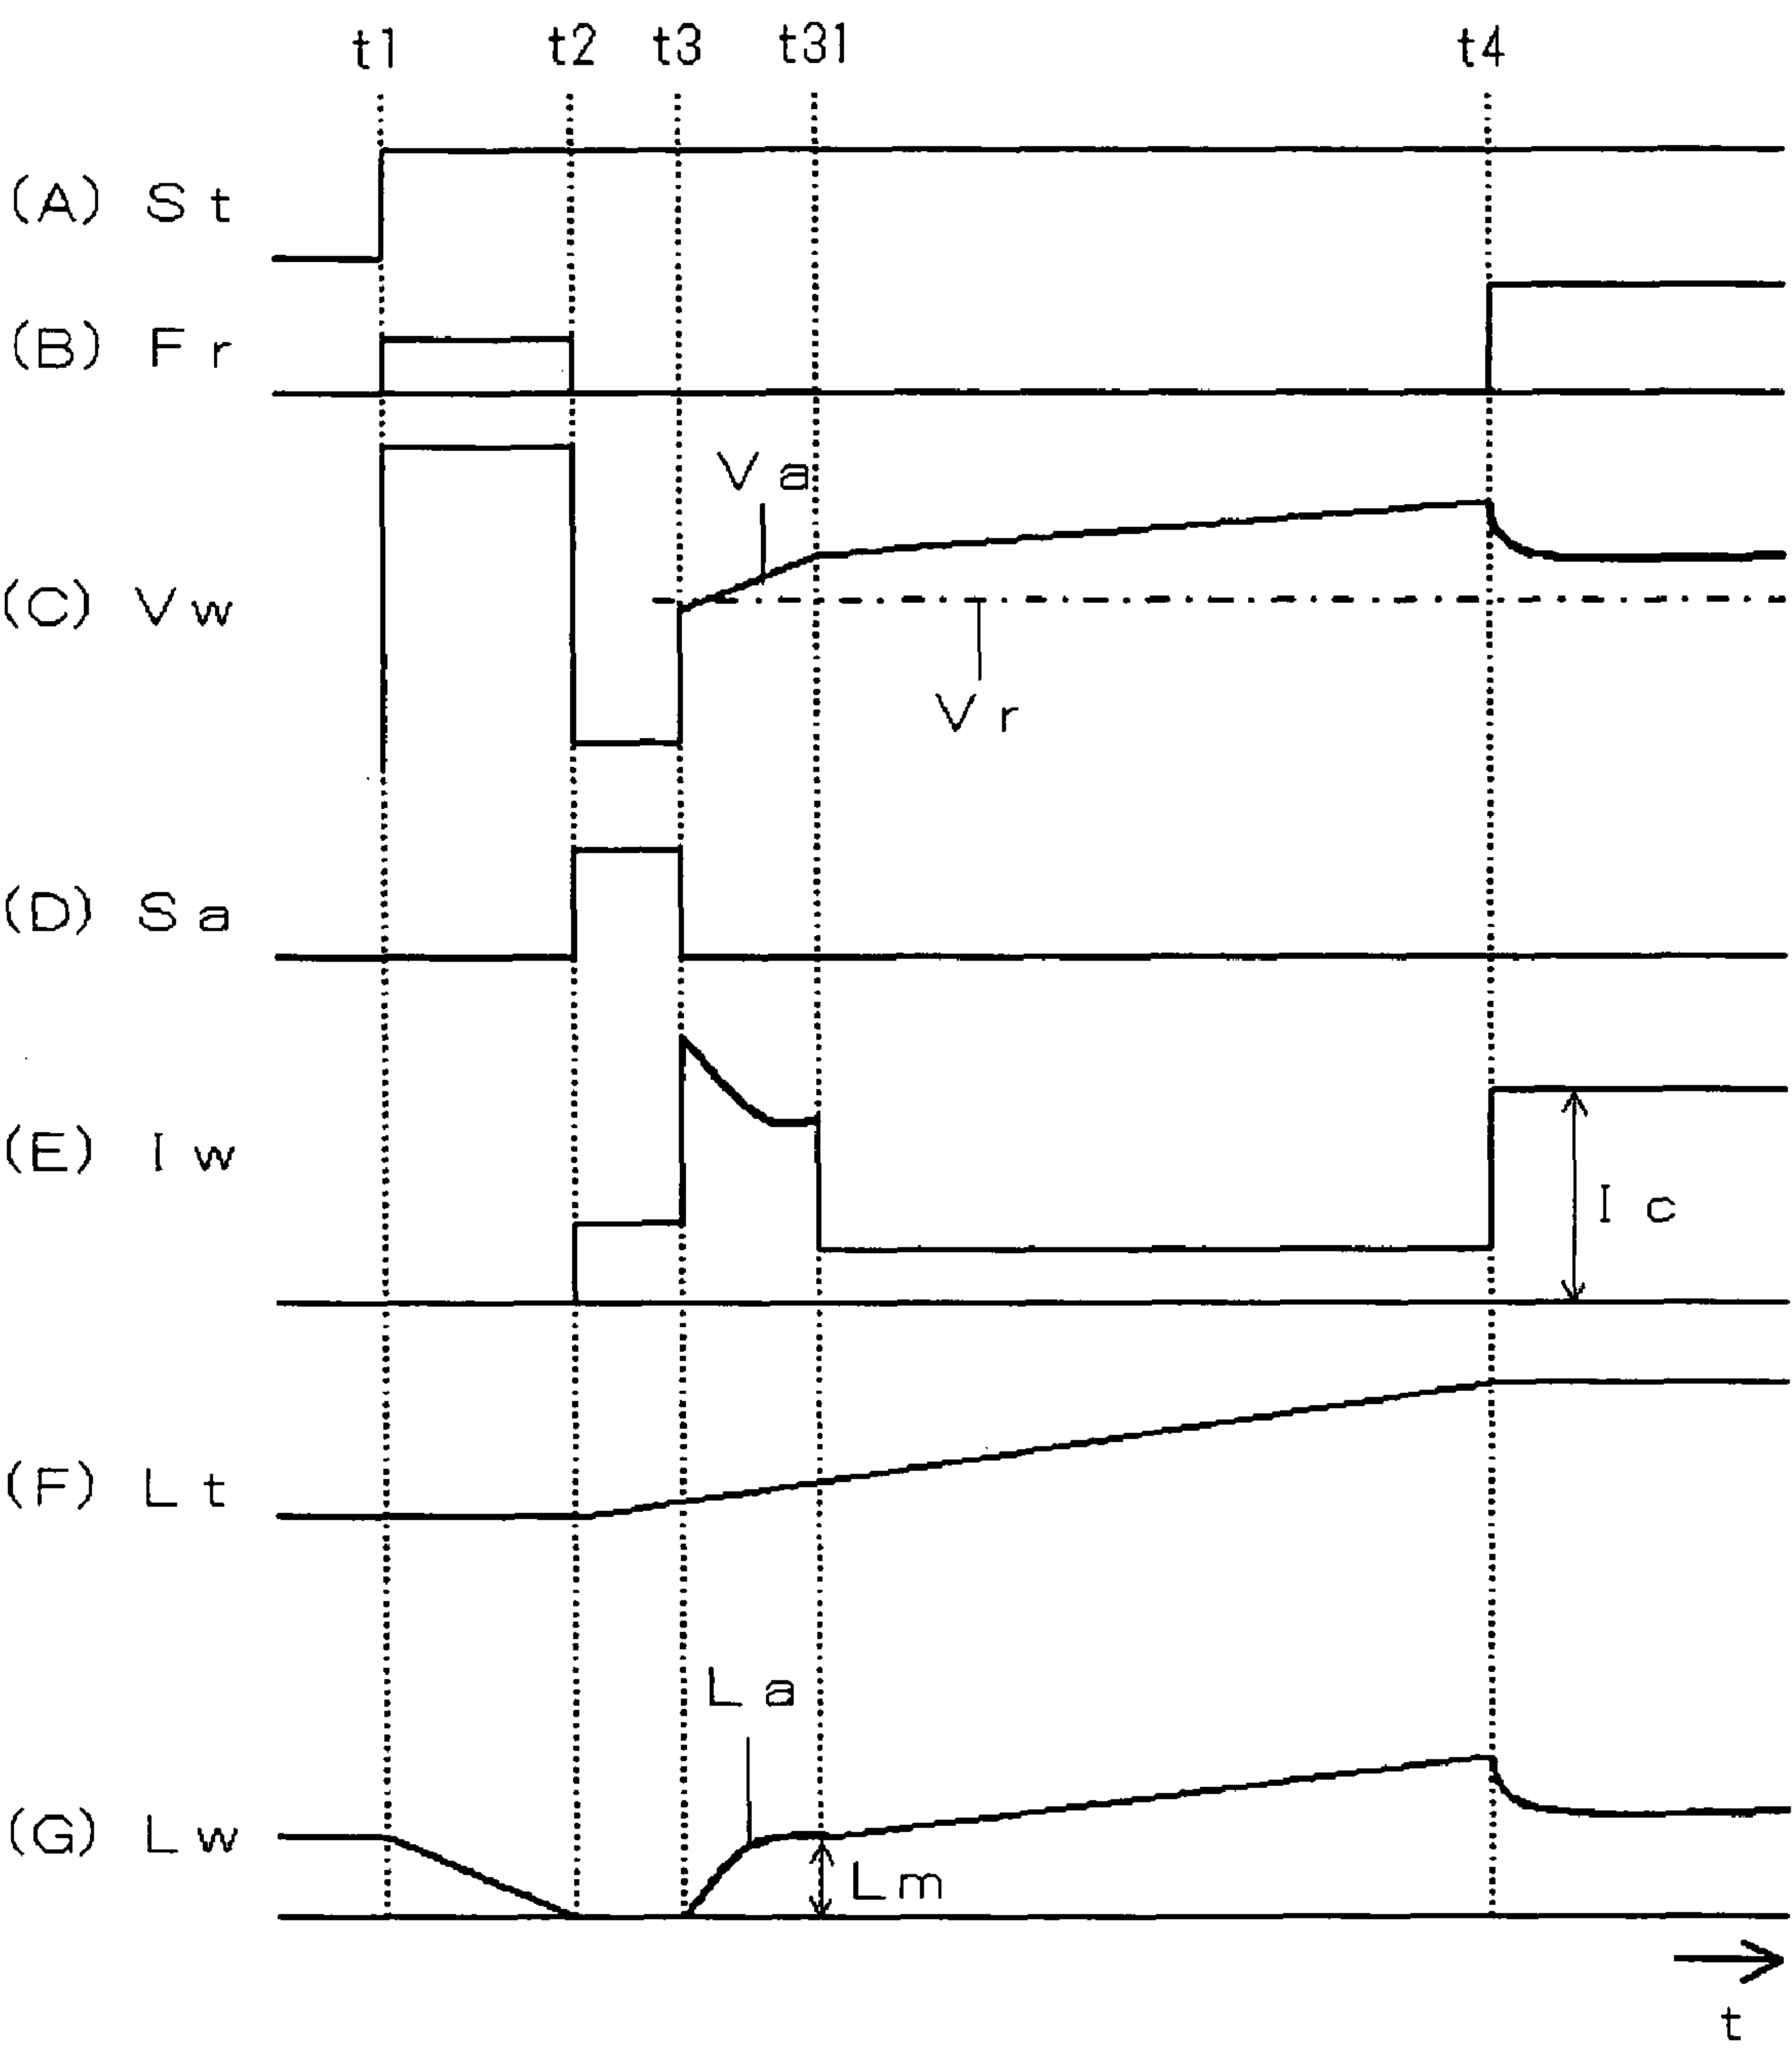 t1 t2 t3 t31 t4
(A) St
(B) Fr
Va
(C) Vw
Vr
(D) Sa
(E) Iw
Ic
(F) Lt
La
(G) Lw
Lm
t